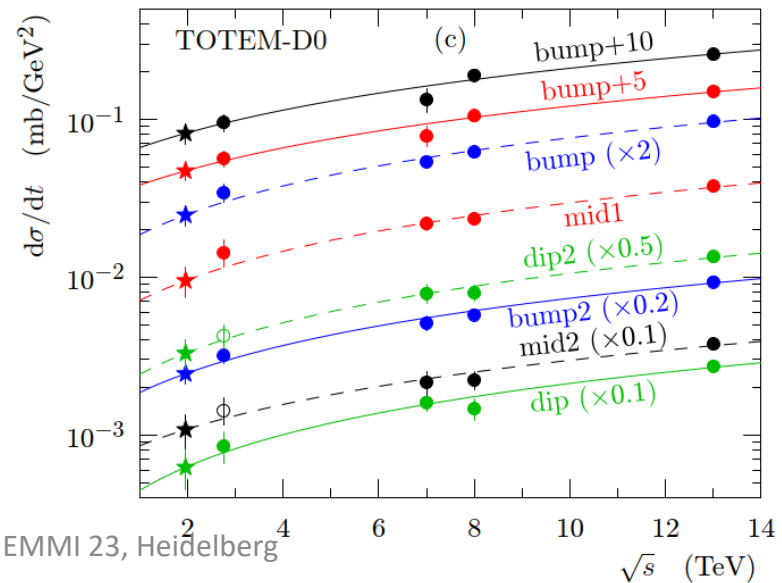 TOTEM-D0 (c)
bump+10
bump+5
bump (×2)
mid1
dip2 (×0.5)
bump2 (×0.2)
mid2 (×0.1)
dip (×0.1)
dσ/dt (mb/GeV²)
10⁻¹
10⁻²
10⁻³
2 4 6 8 10 12 14
√s (TeV)
EMMI 23, Heidelberg